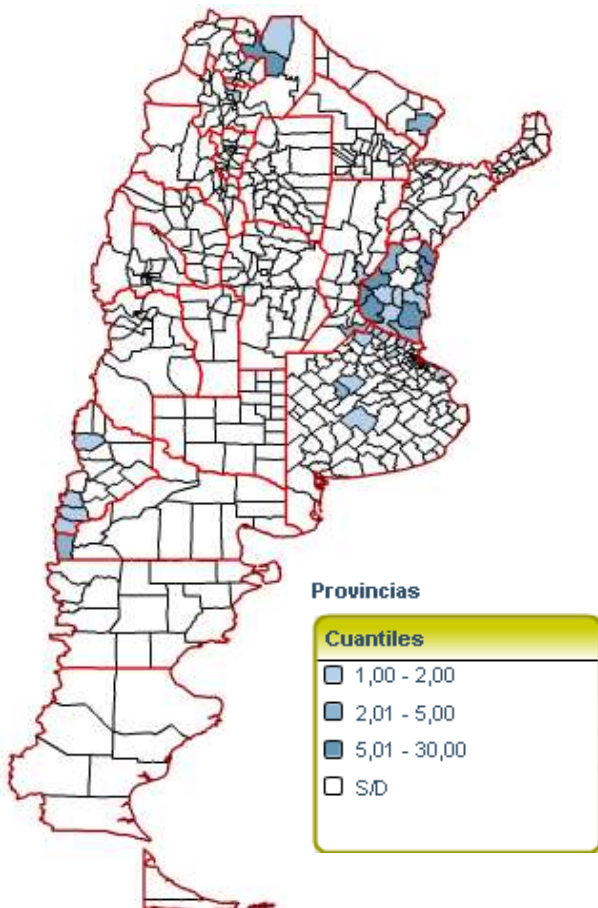 Provincias
Cuantiles
1,00 - 2,00
2,01 - 5,00
5,01 - 30,00
S/D